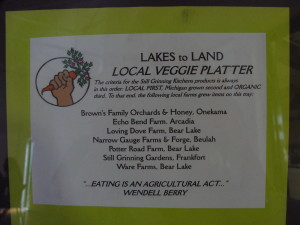 LAKES to LAND
LOCAL VEGGIE PLATTER
The criteria for the Still Grinning Kitchens products is always
in this order: LOCAL FIRST, Michigan grown second and ORGANIC
third. To that end, the following local farms grew items on this tray:
Brown's Family Orchards & Honey, Onekama
Echo Bend Farm, Arcadia
Loving Dove Farm, Bear Lake
Narrow Gauge Farms & Forge, Beulah
Potter Road Farm, Bear Lake
Still Grinning Gardens, Frankfort
Ware Farms, Bear Lake
"...EATING IS AN AGRICULTURAL ACT..."
WENDELL BERRY